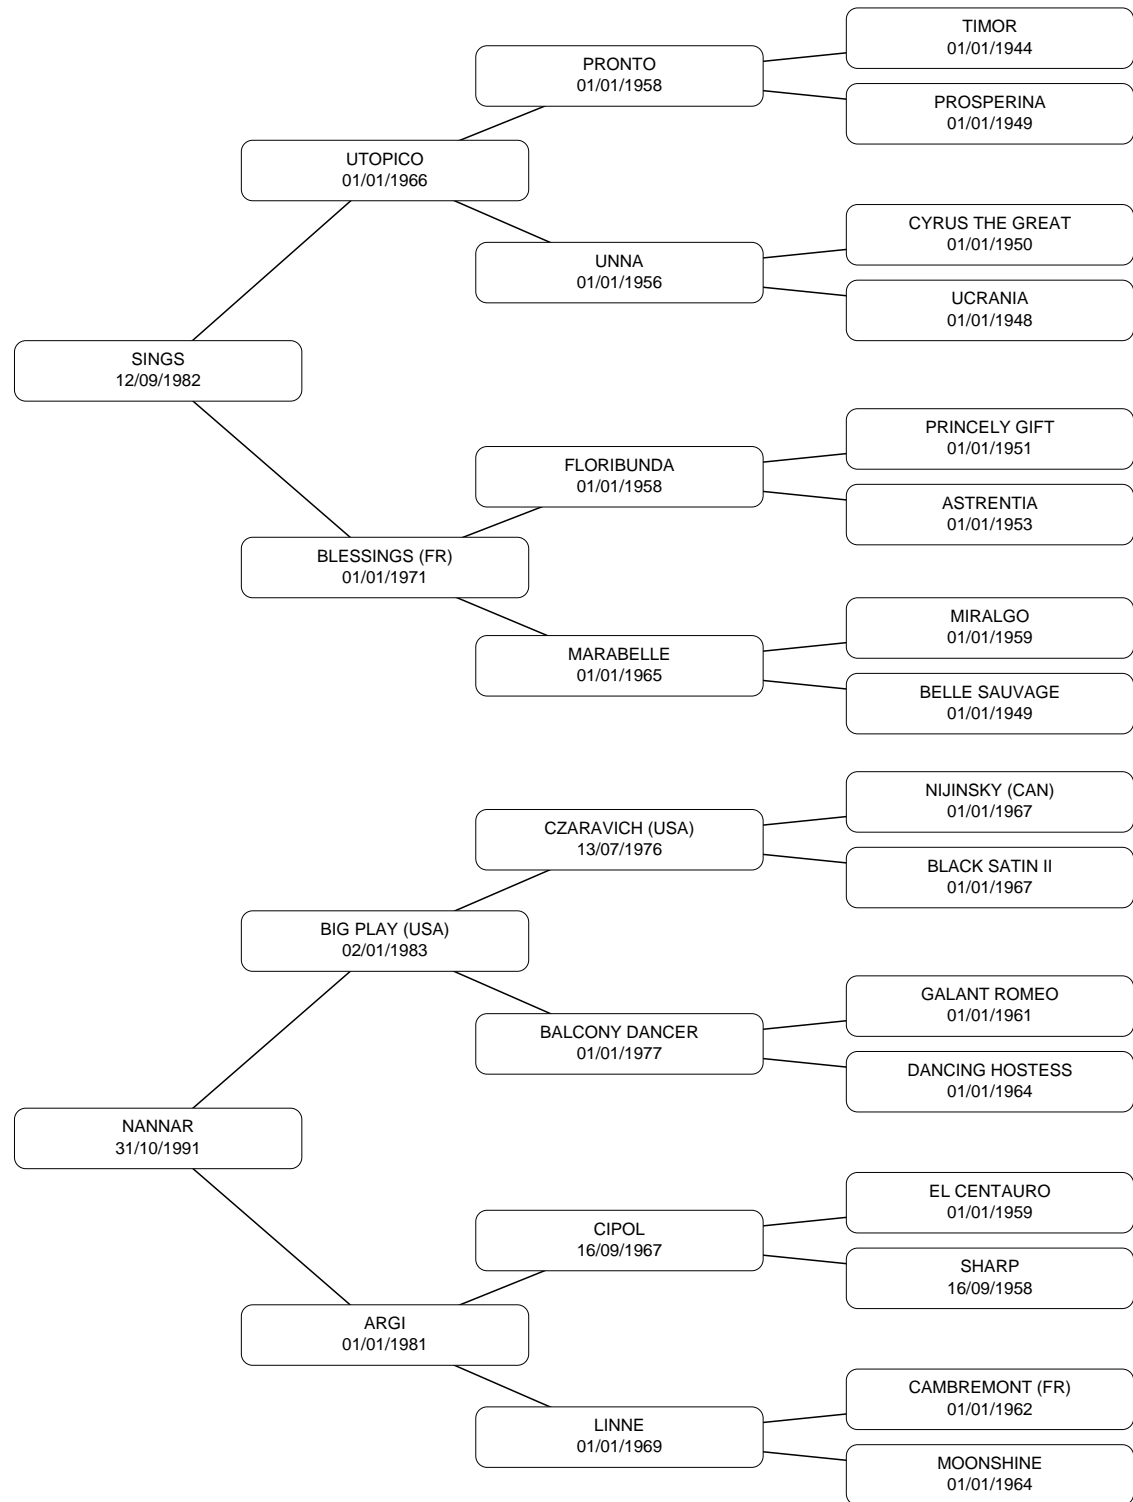 TIMOR
01/01/1944
PRONTO
01/01/1958
PROSPERINA
01/01/1949
UTOPICO
01/01/1966
CYRUS THE GREAT
01/01/1950
UNNA
01/01/1956
UCRANIA
01/01/1948
SINGS
12/09/1982
PRINCELY GIFT
01/01/1951
FLORIBUNDA
01/01/1958
ASTRENTIA
01/01/1953
BLESSINGS (FR)
01/01/1971
MIRALGO
01/01/1959
MARABELLE
01/01/1965
BELLE SAUVAGE
01/01/1949
NIJINSKY (CAN)
01/01/1967
CZARAVICH (USA)
13/07/1976
BLACK SATIN II
01/01/1967
BIG PLAY (USA)
02/01/1983
GALANT ROMEO
01/01/1961
BALCONY DANCER
01/01/1977
DANCING HOSTESS
01/01/1964
NANNAR
31/10/1991
EL CENTAURO
01/01/1959
CIPOL
16/09/1967
SHARP
16/09/1958
ARGI
01/01/1981
CAMBREMONT (FR)
01/01/1962
LINNE
01/01/1969
MOONSHINE
01/01/1964